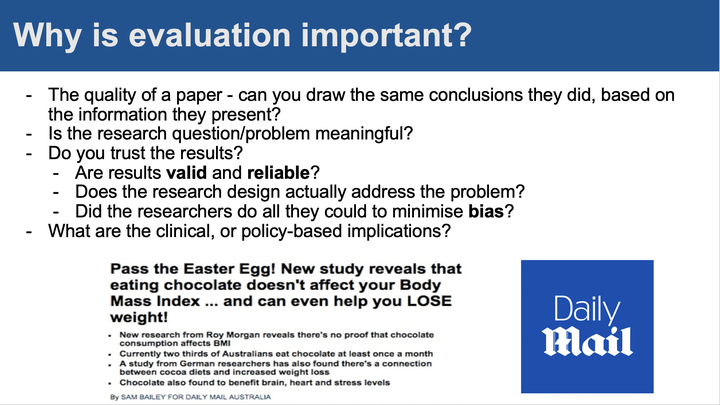 Why is evaluation important?
- The quality of a paper - can you draw the same conclusions they did, based on
the information they present?
- Is the research question/problem meaningful?
- Do you trust the results?
- Are results valid and reliable?
- Does the research design actually address the problem?
- Did the researchers do all they could to minimise bias?
- What are the clinical, or policy-based implications?
Pass the Easter Egg! New study reveals that
eating chocolate doesn't affect your Body
Mass Index ... and can even help you LOSE
weight!
• New research from Roy Morgan reveals there's no proof that chocolate
consumption affects BMI
• Currently two thirds of Australians eat chocolate at least once a month
• A study from German researchers has also found there's a connection
between cocoa diets and increased weight loss
• Chocolate also found to benefit brain, heart and stress levels
By SAM BAILEY FOR DAILY MAIL AUSTRALIA
Daily
Mail